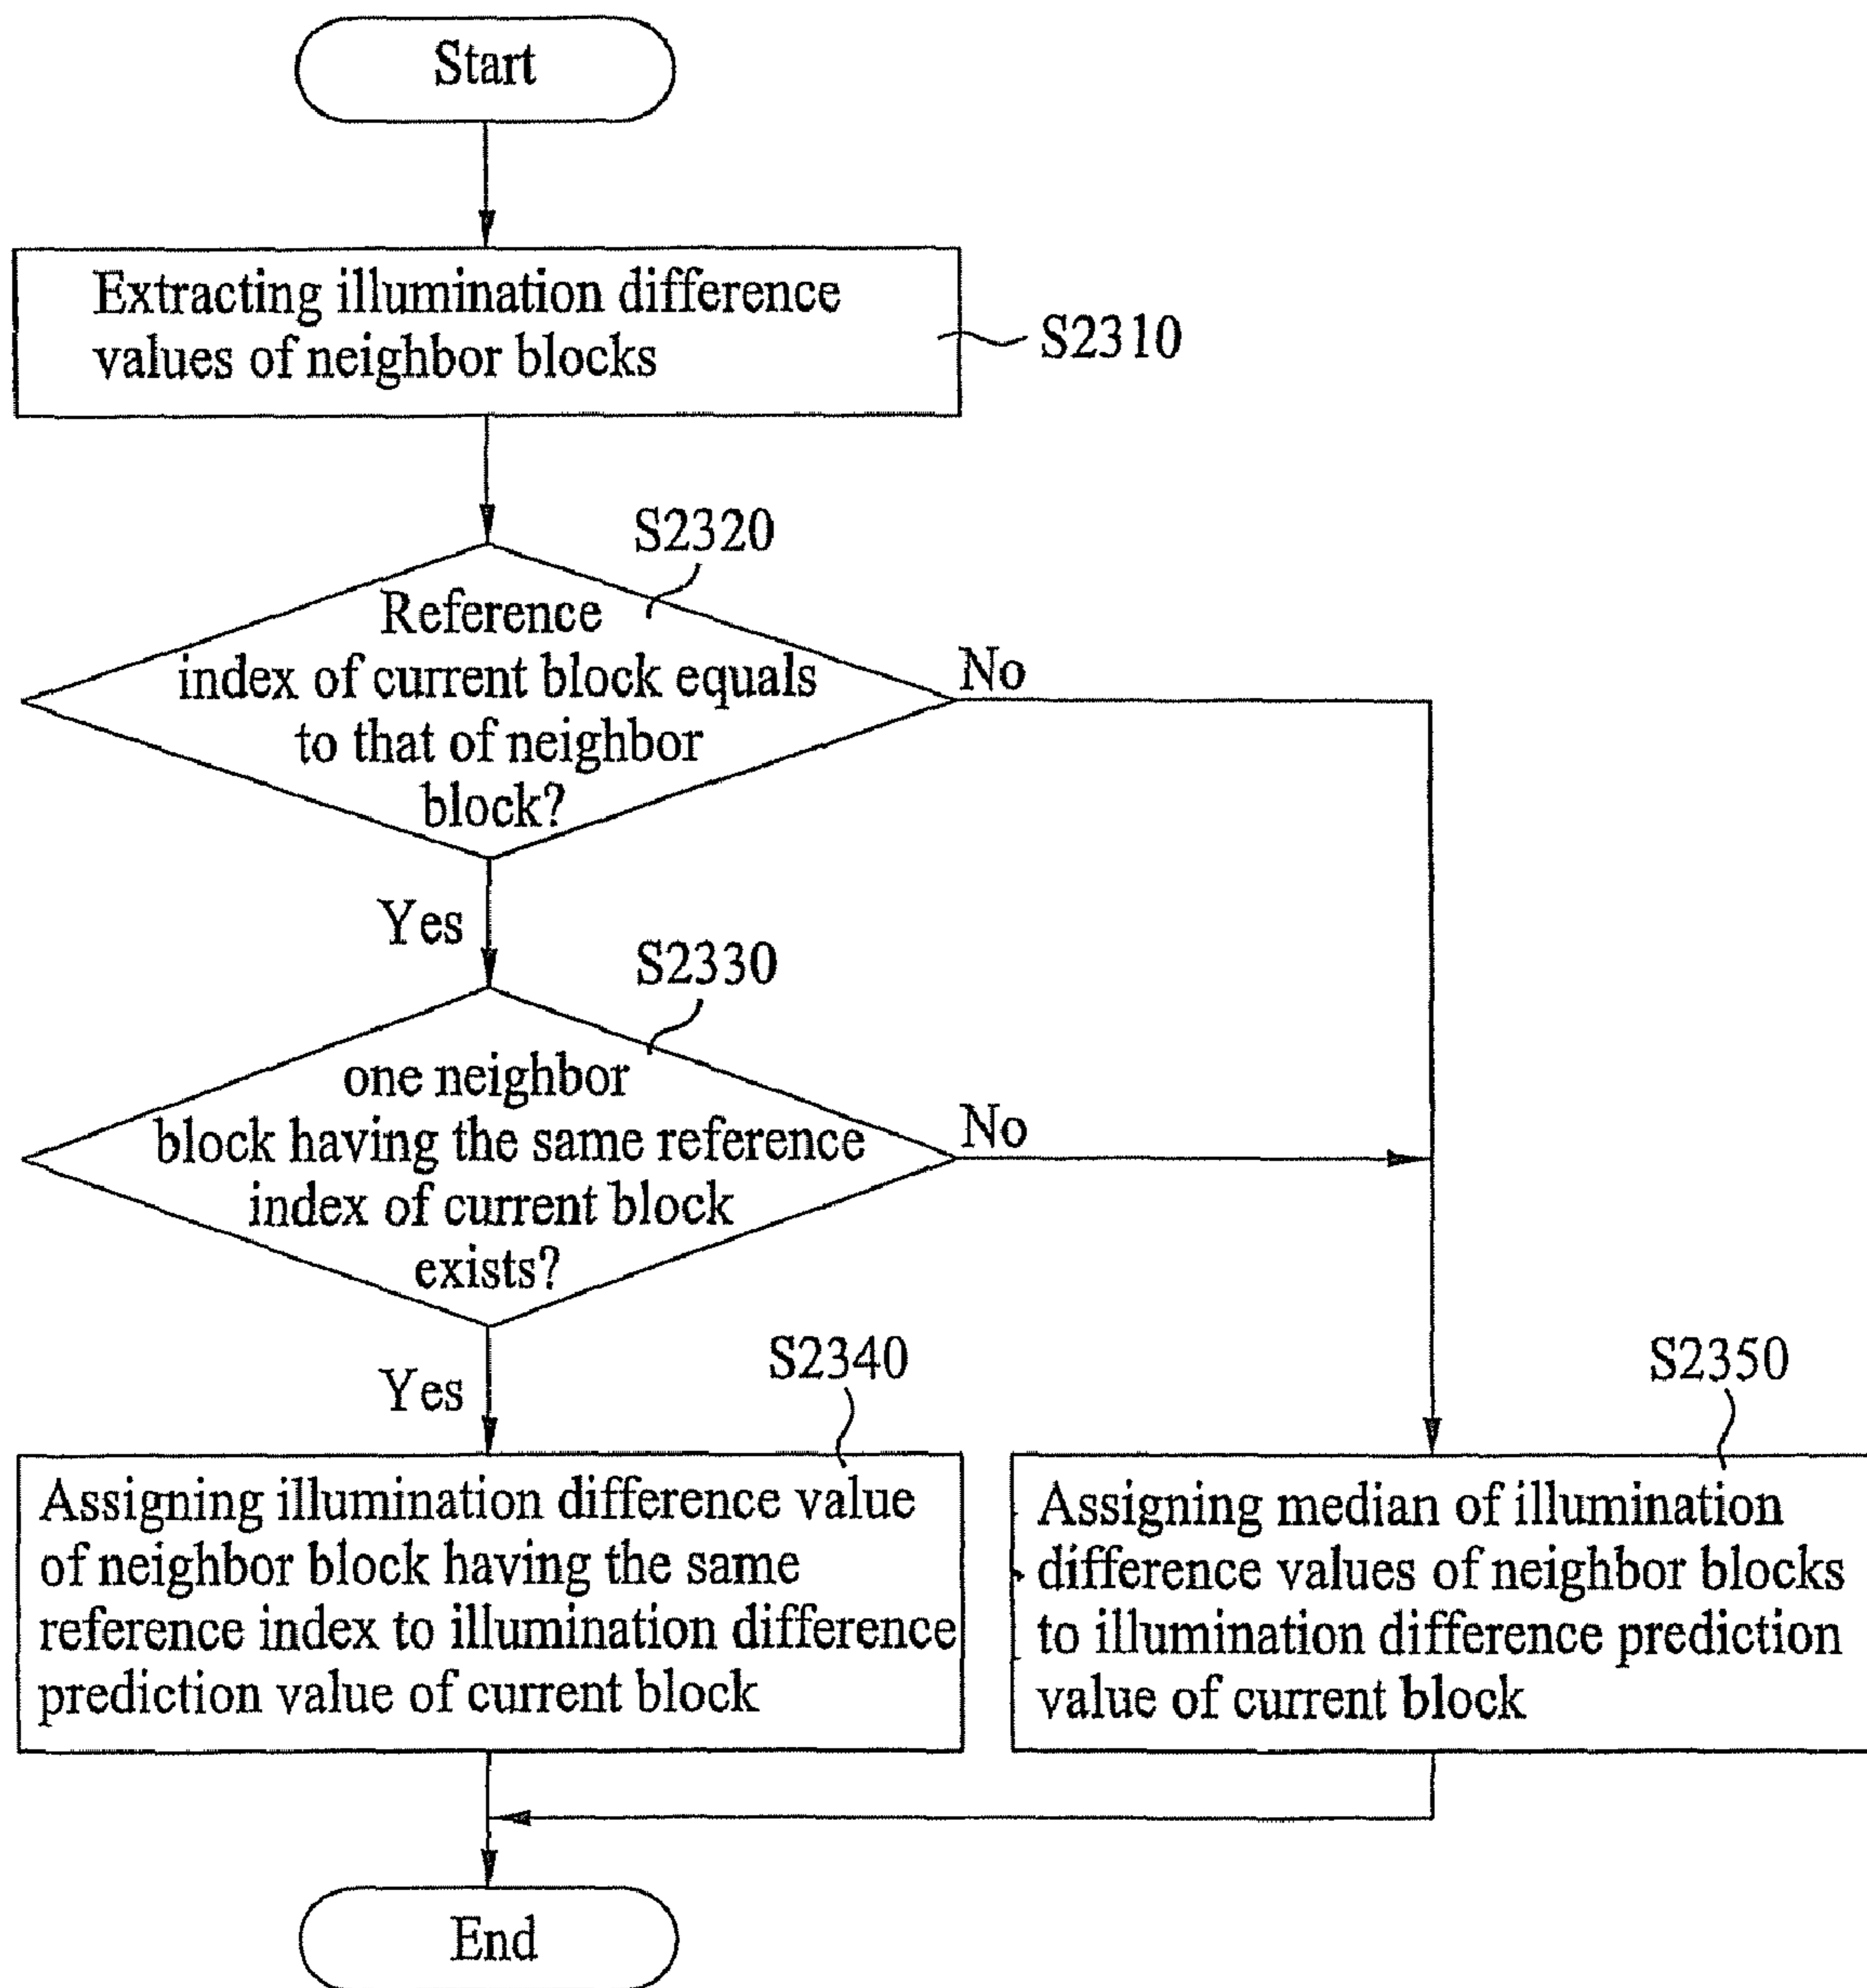 Start
Extracting illumination difference
values of neighbor blocks
S2310
S2320
Reference
index of current block equals
to that of neighbor
block?
No
Yes
S2330
one neighbor
block having the same reference
index of current block
exists?
No
Yes
S2340
Assigning illumination difference value
of neighbor block having the same
reference index to illumination difference
prediction value of current block
S2350
Assigning median of illumination
difference values of neighbor blocks
to illumination difference prediction
value of current block
End